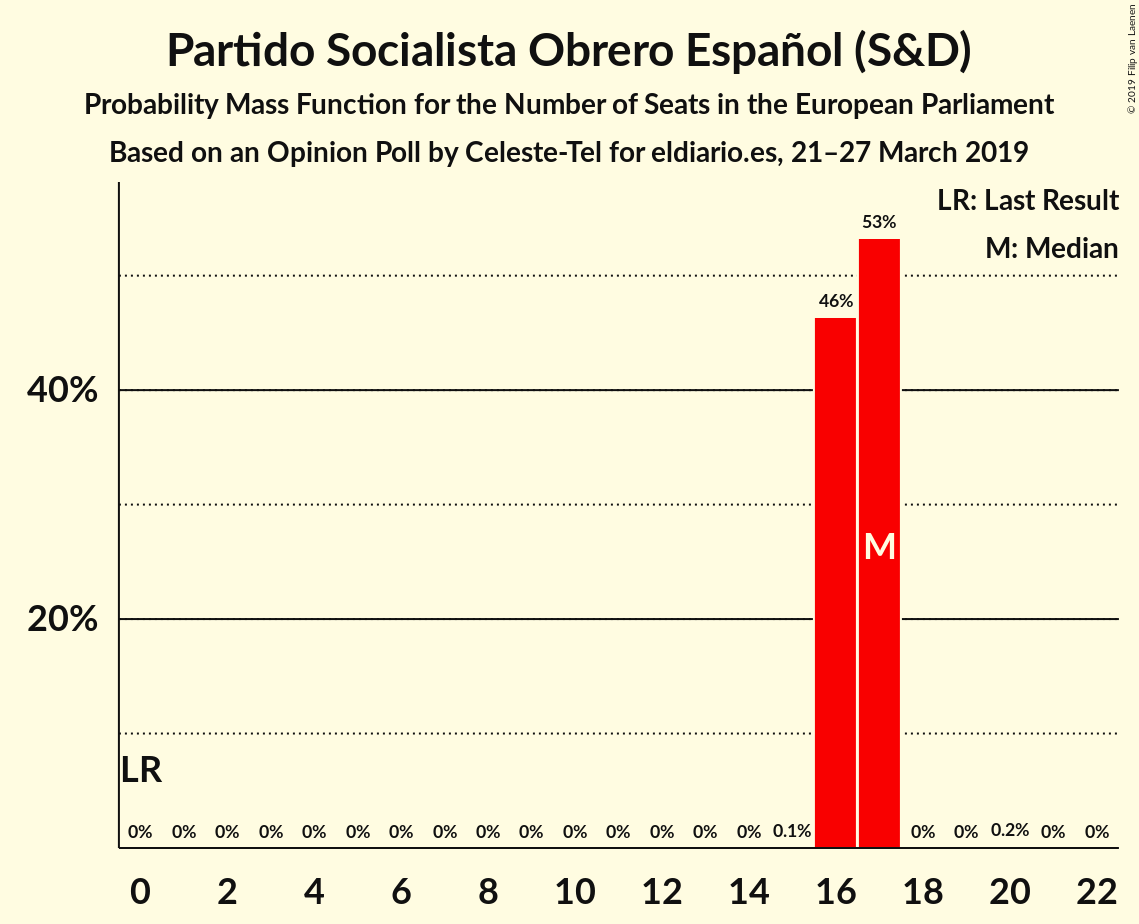 Partido Socialista Obrero Español (S&D)
Probability Mass Function for the Number of Seats in the European Parliament
Based on an Opinion Poll by Celeste-Tel for eldiario.es, 21–27 March 2019
© 2019 Filip van Laenen
LR: Last Result
M: Median
53%
46%
40%
M
20%
LR
0% 0% 0% 0% 0% 0% 0% 0% 0% 0% 0% 0% 0% 0% 0% 0.1% 0% 0% 0.2% 0% 0%
0 2 4 6 8 10 12 14 16 18 20 22